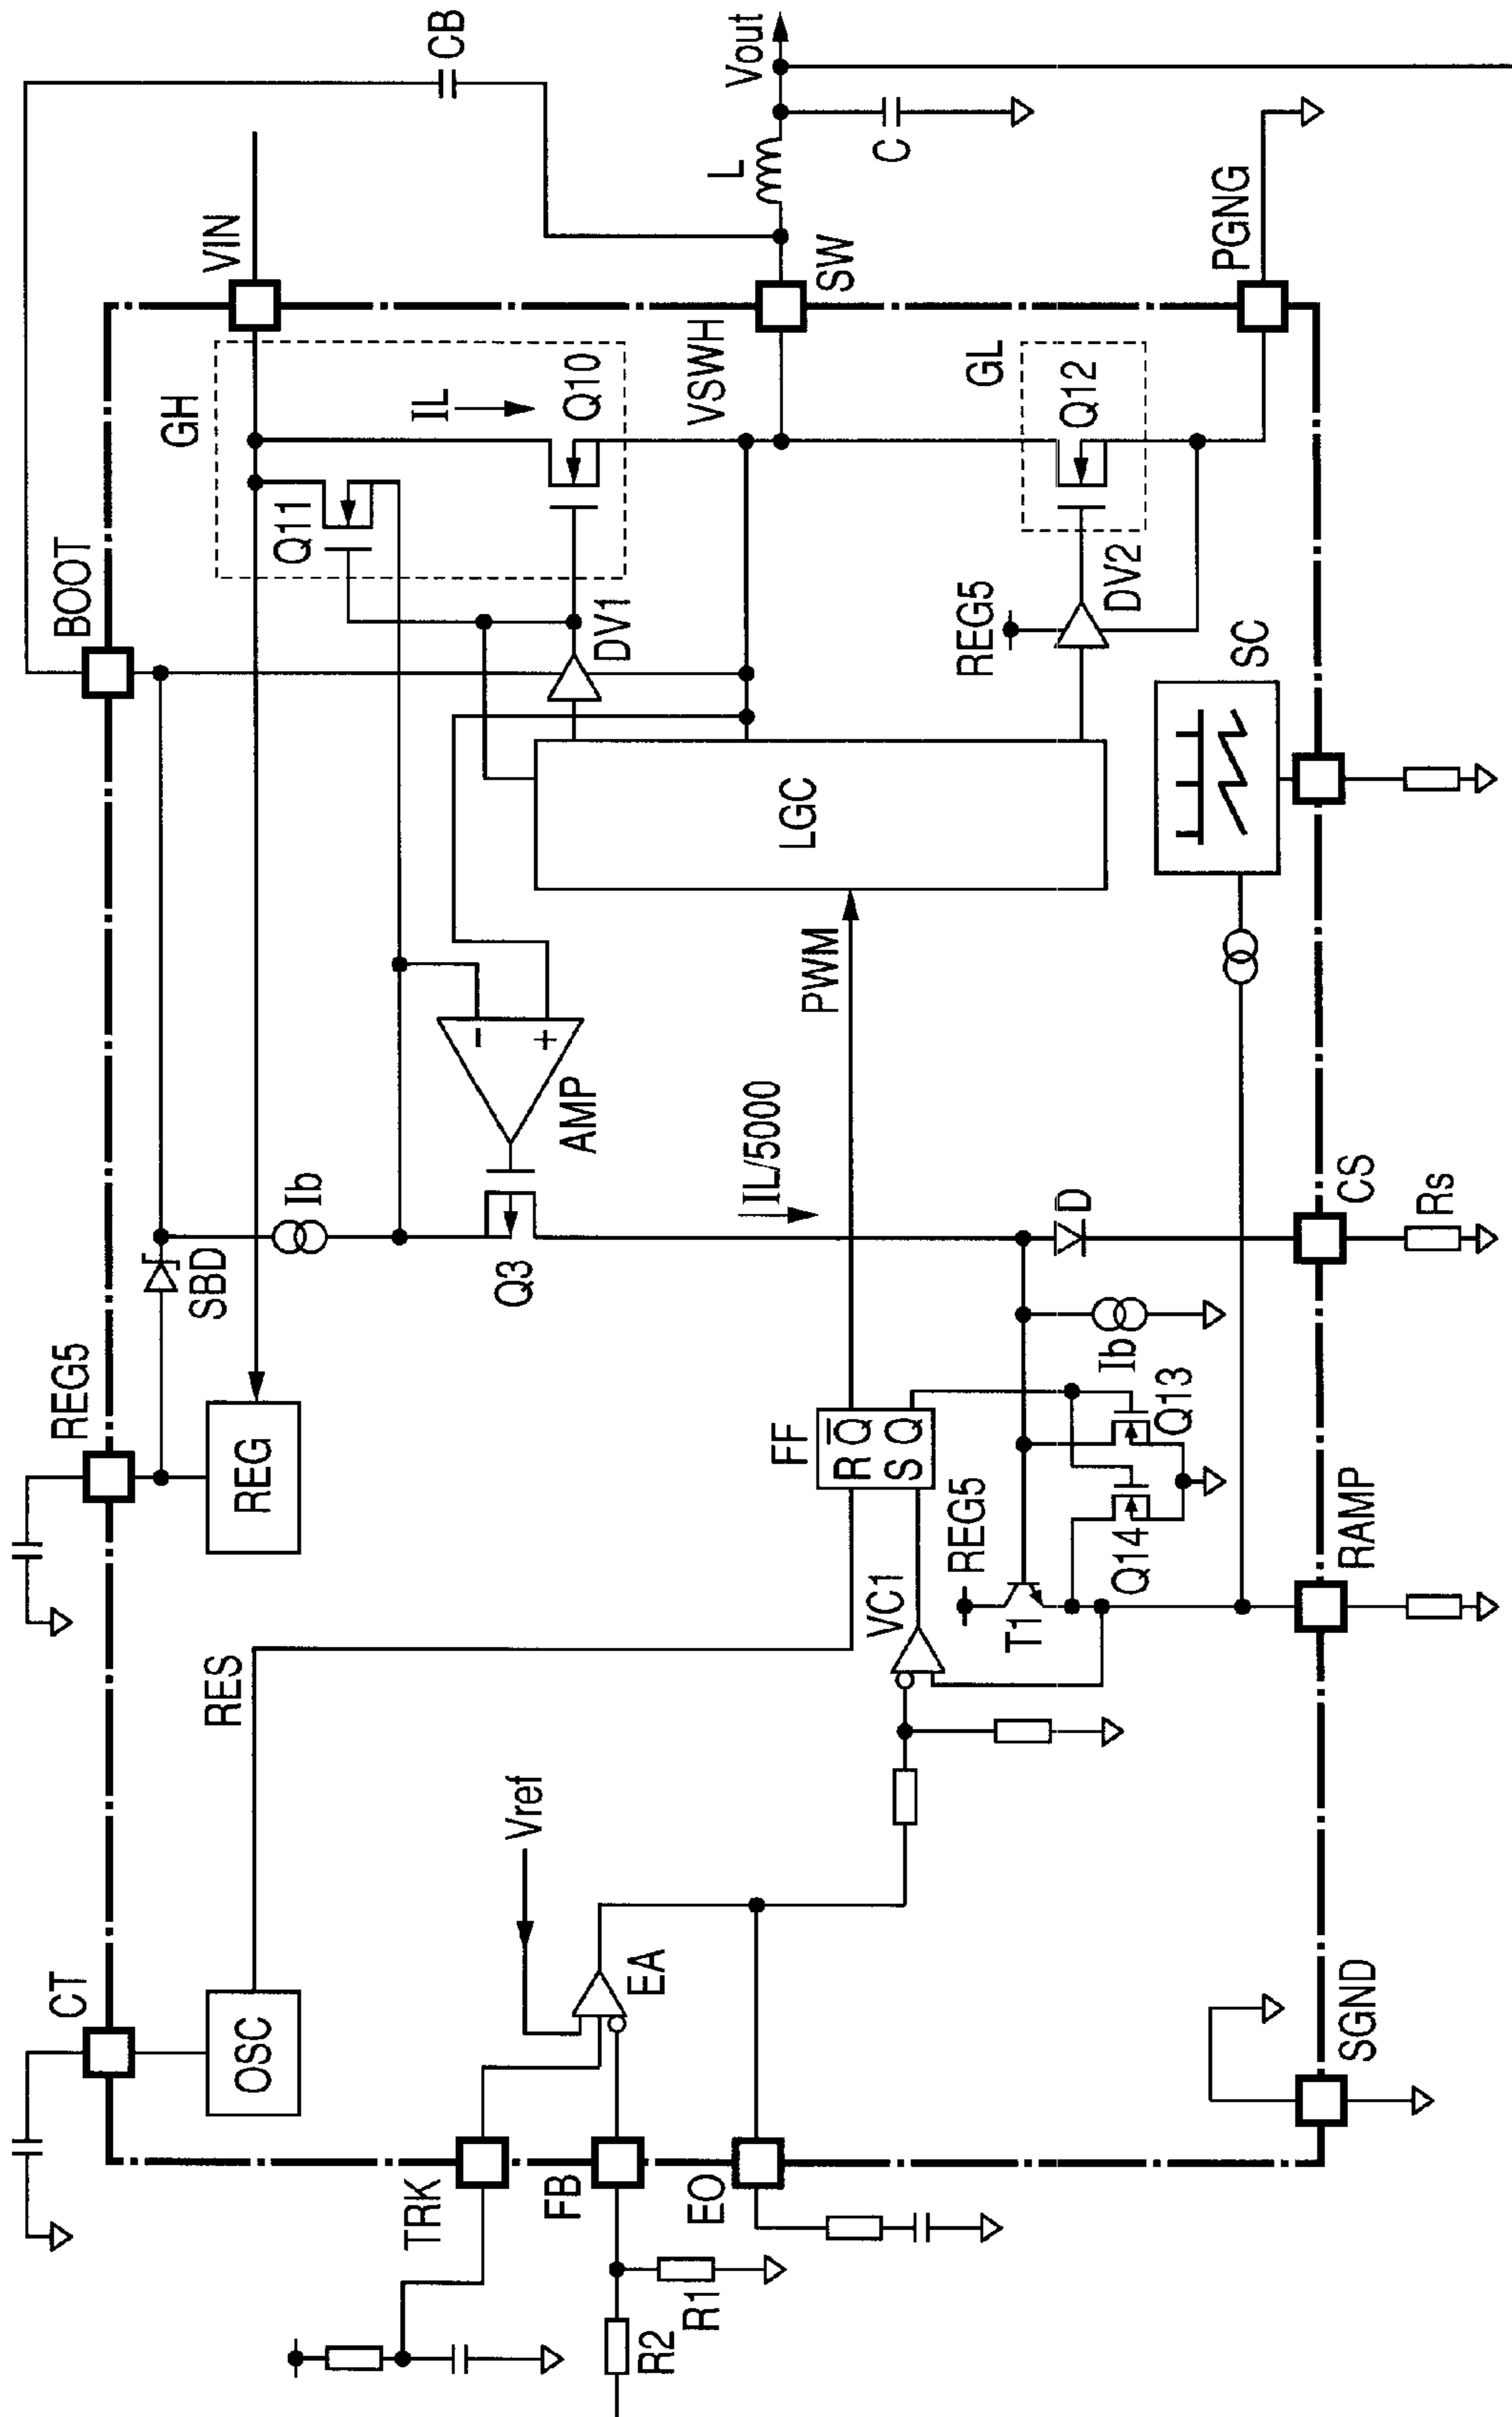 CT
REG5
BOOT
CB
OSC
RES
REG
SBD
Ib
Q11
GH
VIN
IL
Q10
TRK
FB
EO
R2
R1
Vref
EA
Q3
AMP
-
+
DV1
VSWH
SW
L
Vout
C
IL/5000
PWM
LGC
FF
R Q̅
S Q
VC1
REG5
T1
Q14
Q13
Ib
D
REG5
DV2
GL
Q12
SC
PGNG
SGND
RAMP
CS
Rs